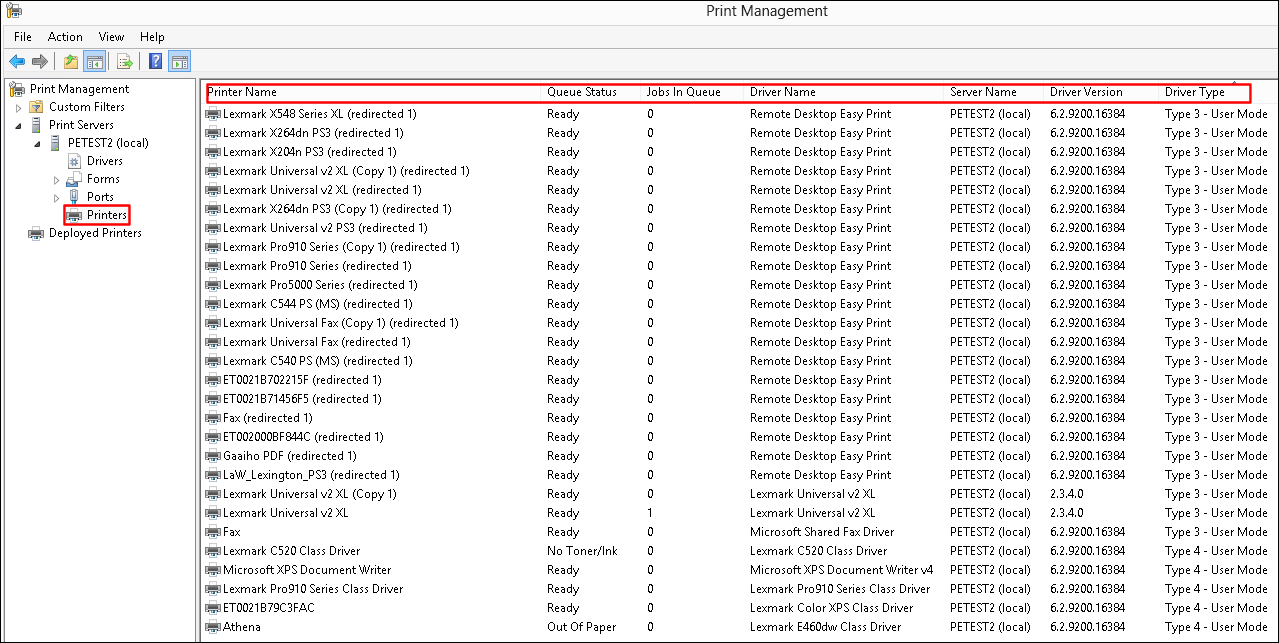 Print Management
File Action View Help
Print Management
Custom Filters
Print Servers
PETEST2 (local)
Drivers
Forms
Ports
Printers
Deployed Printers
Printer Name Queue Status Jobs In Queue Driver Name Server Name Driver Version Driver Type
Lexmark X548 Series XL (redirected 1) Ready 0 Remote Desktop Easy Print PETEST2 (local) 6.2.9200.16384 Type 3 - User Mode
Lexmark X264dn PS3 (redirected 1) Ready 0 Remote Desktop Easy Print PETEST2 (local) 6.2.9200.16384 Type 3 - User Mode
Lexmark X204n PS3 (redirected 1) Ready 0 Remote Desktop Easy Print PETEST2 (local) 6.2.9200.16384 Type 3 - User Mode
Lexmark Universal v2 XL (Copy 1) (redirected 1) Ready 0 Remote Desktop Easy Print PETEST2 (local) 6.2.9200.16384 Type 3 - User Mode
Lexmark Universal v2 XL (redirected 1) Ready 0 Remote Desktop Easy Print PETEST2 (local) 6.2.9200.16384 Type 3 - User Mode
Lexmark X264dn PS3 (Copy 1) (redirected 1) Ready 0 Remote Desktop Easy Print PETEST2 (local) 6.2.9200.16384 Type 3 - User Mode
Lexmark Universal v2 PS3 (redirected 1) Ready 0 Remote Desktop Easy Print PETEST2 (local) 6.2.9200.16384 Type 3 - User Mode
Lexmark Pro910 Series (Copy 1) (redirected 1) Ready 0 Remote Desktop Easy Print PETEST2 (local) 6.2.9200.16384 Type 3 - User Mode
Lexmark Pro910 Series (redirected 1) Ready 0 Remote Desktop Easy Print PETEST2 (local) 6.2.9200.16384 Type 3 - User Mode
Lexmark Pro5000 Series (redirected 1) Ready 0 Remote Desktop Easy Print PETEST2 (local) 6.2.9200.16384 Type 3 - User Mode
Lexmark C544 PS (MS) (redirected 1) Ready 0 Remote Desktop Easy Print PETEST2 (local) 6.2.9200.16384 Type 3 - User Mode
Lexmark Universal Fax (Copy 1) (redirected 1) Ready 0 Remote Desktop Easy Print PETEST2 (local) 6.2.9200.16384 Type 3 - User Mode
Lexmark Universal Fax (redirected 1) Ready 0 Remote Desktop Easy Print PETEST2 (local) 6.2.9200.16384 Type 3 - User Mode
Lexmark C540 PS (MS) (redirected 1) Ready 0 Remote Desktop Easy Print PETEST2 (local) 6.2.9200.16384 Type 3 - User Mode
ET0021B702215F (redirected 1) Ready 0 Remote Desktop Easy Print PETEST2 (local) 6.2.9200.16384 Type 3 - User Mode
ET0021B71456F5 (redirected 1) Ready 0 Remote Desktop Easy Print PETEST2 (local) 6.2.9200.16384 Type 3 - User Mode
Fax (redirected 1) Ready 0 Remote Desktop Easy Print PETEST2 (local) 6.2.9200.16384 Type 3 - User Mode
ET002000BF844C (redirected 1) Ready 0 Remote Desktop Easy Print PETEST2 (local) 6.2.9200.16384 Type 3 - User Mode
Gaaiho PDF (redirected 1) Ready 0 Remote Desktop Easy Print PETEST2 (local) 6.2.9200.16384 Type 3 - User Mode
LaW_Lexington_PS3 (redirected 1) Ready 0 Remote Desktop Easy Print PETEST2 (local) 6.2.9200.16384 Type 3 - User Mode
Lexmark Universal v2 XL (Copy 1) Ready 0 Lexmark Universal v2 XL PETEST2 (local) 2.3.4.0 Type 3 - User Mode
Lexmark Universal v2 XL Ready 1 Lexmark Universal v2 XL PETEST2 (local) 2.3.4.0 Type 3 - User Mode
Fax Ready 0 Microsoft Shared Fax Driver PETEST2 (local) 6.2.9200.16384 Type 3 - User Mode
Lexmark C520 Class Driver No Toner/Ink 0 Lexmark C520 Class Driver PETEST2 (local) 6.2.9200.16384 Type 4 - User Mode
Microsoft XPS Document Writer Ready 0 Microsoft XPS Document Writer v4 PETEST2 (local) 6.2.9200.16384 Type 4 - User Mode
Lexmark Pro910 Series Class Driver Ready 0 Lexmark Pro910 Series Class Driver PETEST2 (local) 6.2.9200.16384 Type 4 - User Mode
ET0021B79C3FAC Ready 0 Lexmark Color XPS Class Driver PETEST2 (local) 6.2.9200.16384 Type 4 - User Mode
Athena Out Of Paper 0 Lexmark E460dw Class Driver PETEST2 (local) 6.2.9200.16384 Type 4 - User Mode